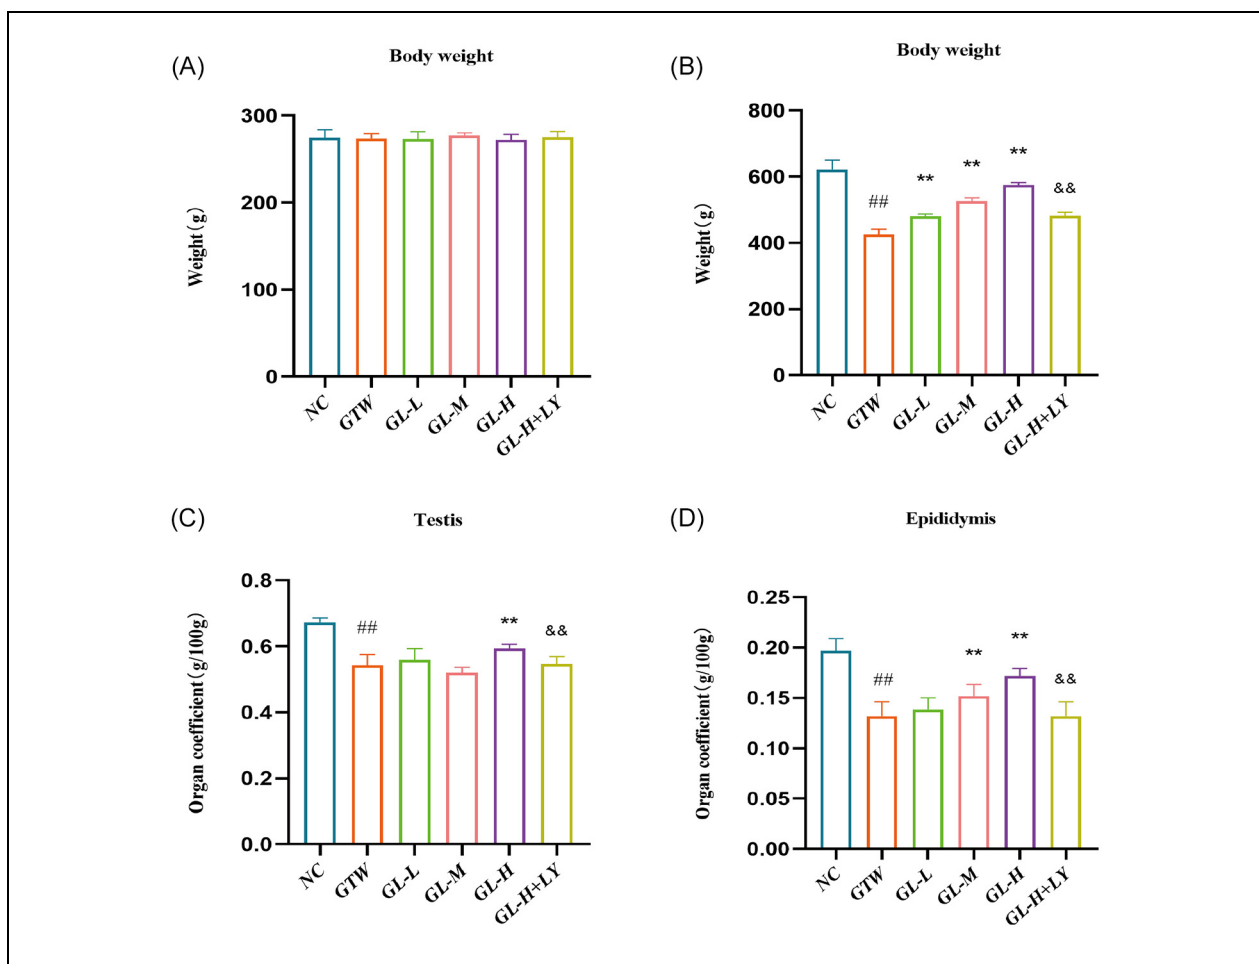 (A)
Body weight
Weight(g)
300
200
100
0
NC
GTW
GL-L
GL-M
GL-H
GL-H+LY
(B)
Body weight
Weight(g)
800
600
400
200
0
##
**
**
**
&&
NC
GTW
GL-L
GL-M
GL-H
GL-H+LY
(C)
Testis
Organ coefficient(g/100g)
0.8
0.6
0.4
0.2
0.0
##
**
&&
NC
GTW
GL-L
GL-M
GL-H
GL-H+LY
(D)
Epididymis
Organ coefficient(g/100g)
0.25
0.20
0.15
0.10
0.05
0.00
##
**
**
&&
NC
GTW
GL-L
GL-M
GL-H
GL-H+LY